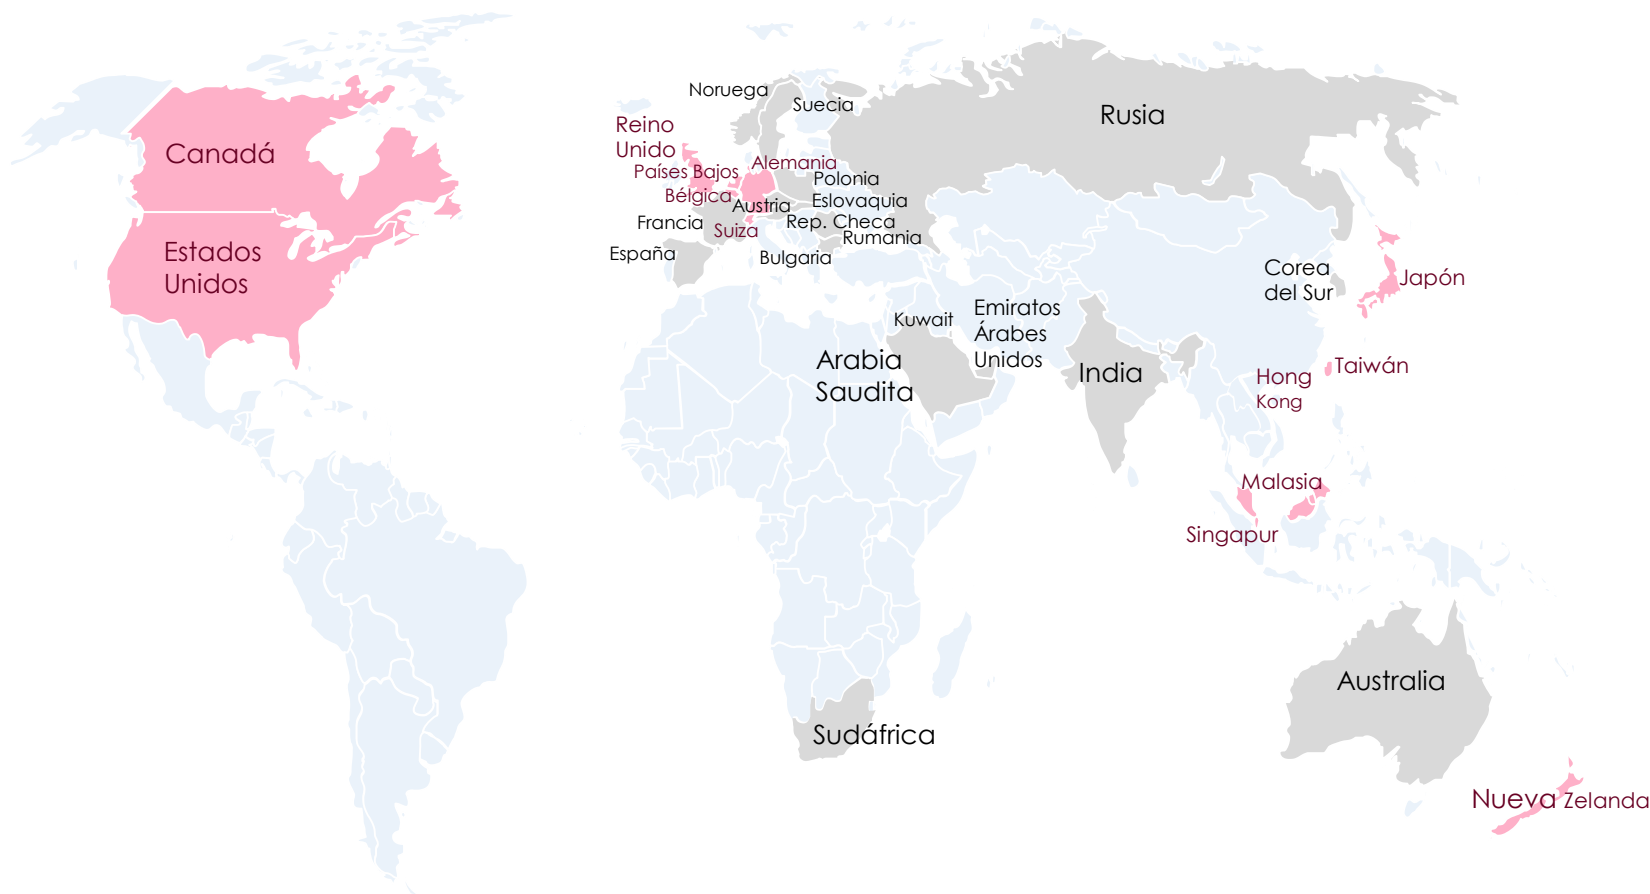 Noruega
Suecia
Rusia
Reino
Unido
Canadá
Alemania
Países Bajos
Polonia
Bélgica
Eslovaquia
Austria
Francia
Rep. Checa
Suiza
Rumania
España
Bulgaria
Estados
Unidos
Corea
del Sur
Japón
Kuwait
Emiratos
Árabes
Unidos
Arabia
Saudita
India
Taiwán
Hong
Kong
Malasia
Singapur
Australia
Sudáfrica
Nueva Zelanda